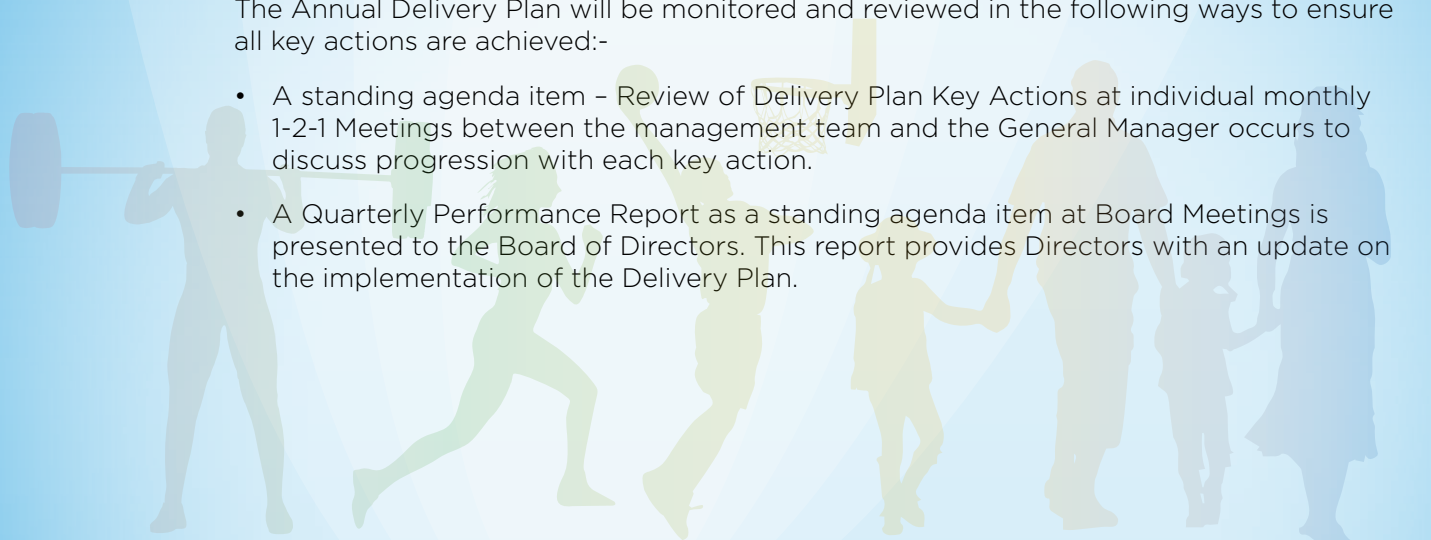 The Annual Delivery Plan will be monitored and reviewed in the following ways to ensure
all key actions are achieved:-
• A standing agenda item – Review of Delivery Plan Key Actions at individual monthly
1-2-1 Meetings between the management team and the General Manager occurs to
discuss progression with each key action.
• A Quarterly Performance Report as a standing agenda item at Board Meetings is
presented to the Board of Directors. This report provides Directors with an update on
the implementation of the Delivery Plan.